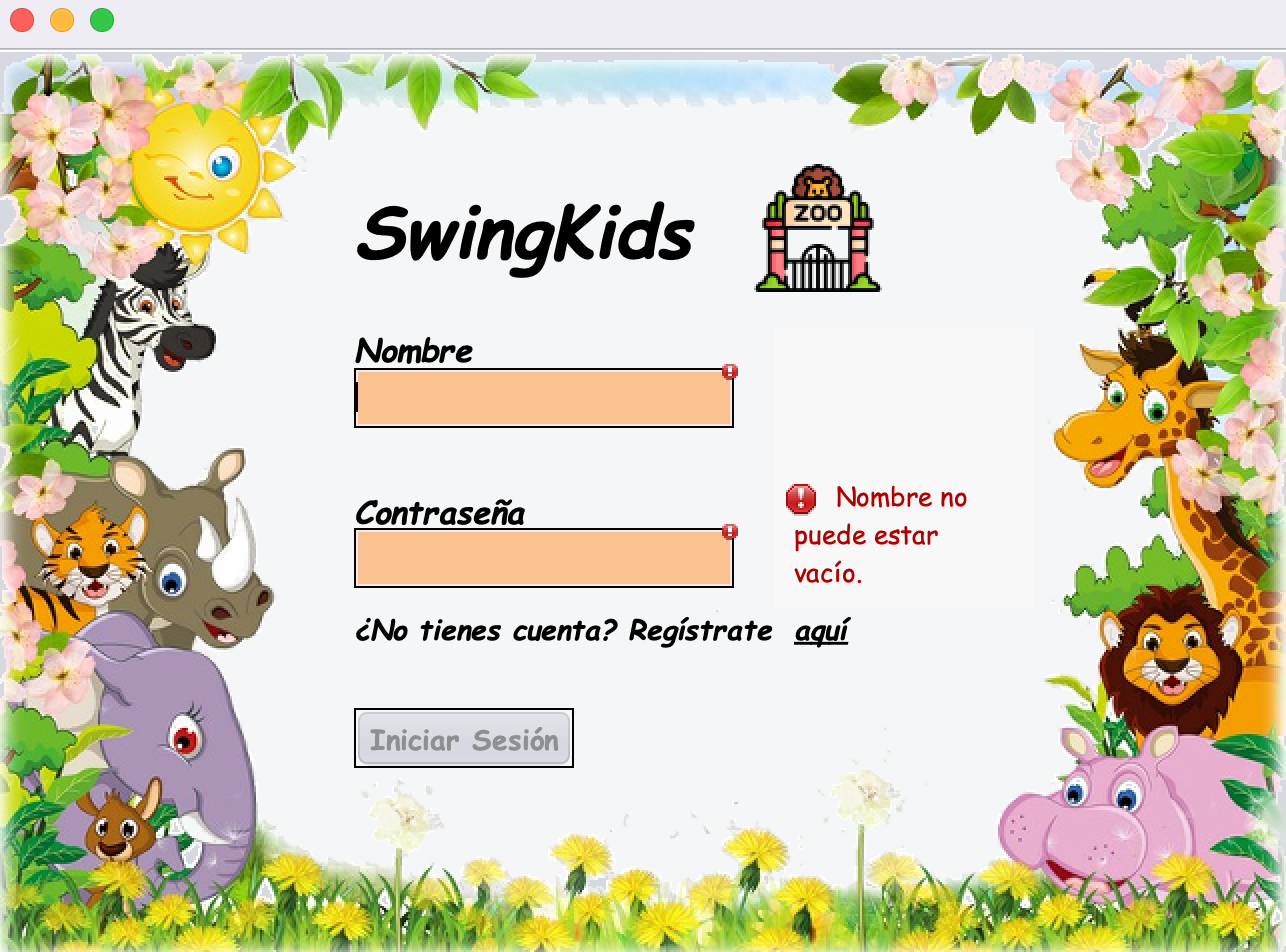 SwingKids
ZOO
Nombre
Contraseña
Nombre no
puede estar
vacío.
¿No tienes cuenta? Regístrate aquí
Iniciar Sesión